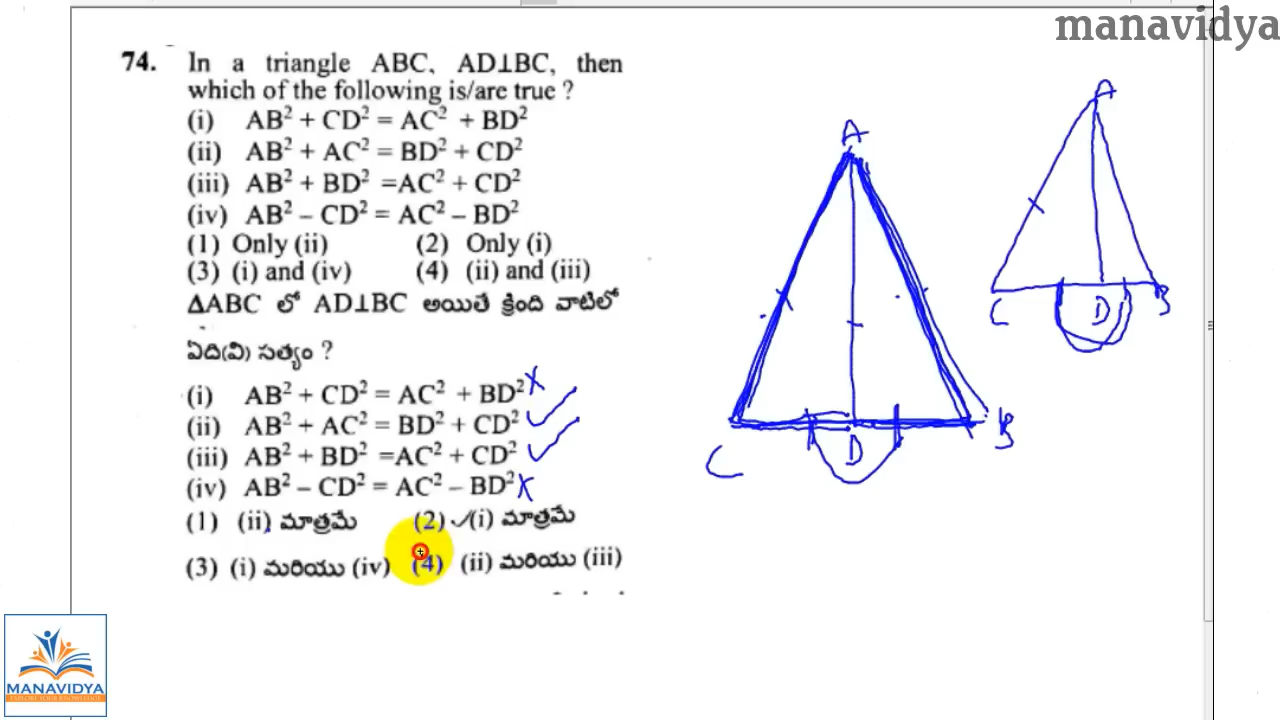 manavidya
74. In a triangle ABC, AD⊥BC, then
which of the following is/are true ?
(i) AB² + CD² = AC² + BD²
(ii) AB² + AC² = BD² + CD²
(iii) AB² + BD² =AC² + CD²
(iv) AB² – CD² = AC² – BD²
(1) Only (ii) (2) Only (i)
(3) (i) and (iv) (4) (ii) and (iii)
ΔABC లో AD⊥BC అయితే క్రింది వాటిలో
ఏది(వి) సత్యం ?
(i) AB² + CD² = AC² + BD² ×
(ii) AB² + AC² = BD² + CD² ✓
(iii) AB² + BD² =AC² + CD² ✓
(iv) AB² – CD² = AC² – BD² ×
(1) (ii) మాత్రమే (2) ✓(i) మాత్రమే
(3) (i) మరియు (iv) (4) (ii) మరియు (iii)
A
C D B
A
C D B
MANAVIDYA